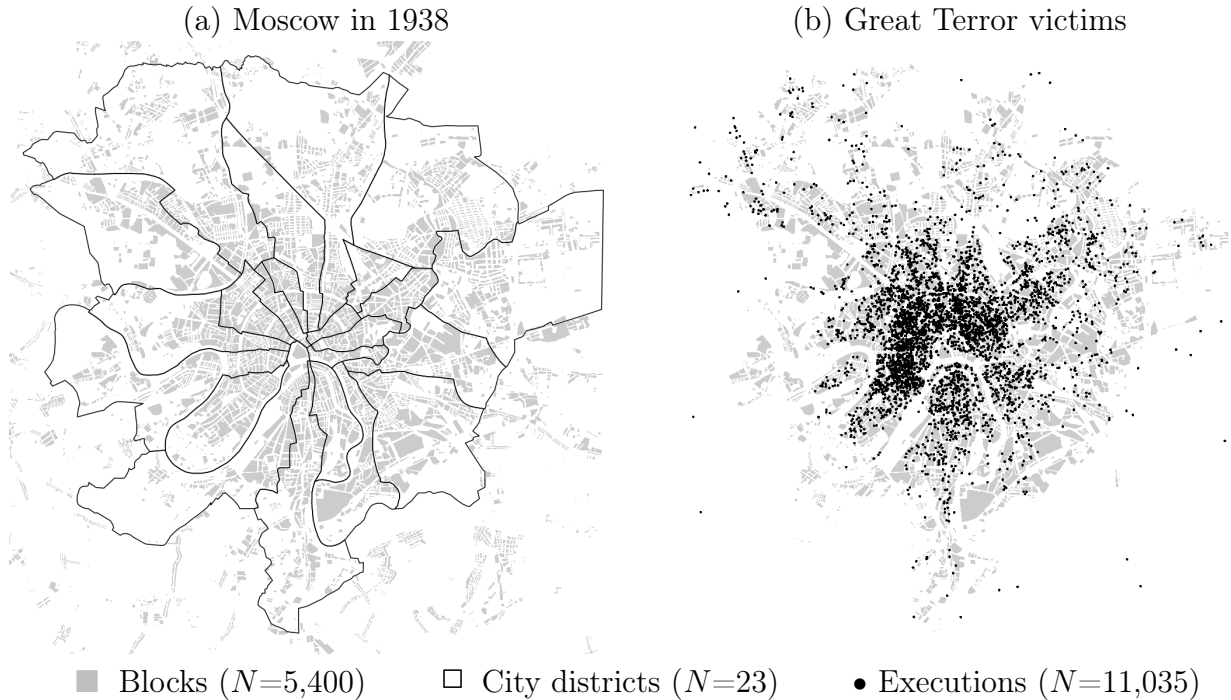 (a) Moscow in 1938
(b) Great Terror victims
Blocks (N=5,400)
City districts (N=23)
Executions (N=11,035)